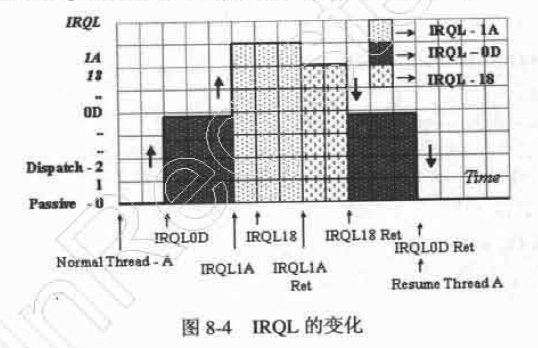 IRQL
1A
18
..
0D
..
..
Dispatch - 2
1
Passive - 0
IRQL - 1A
IRQL - 0D
IRQL - 18
Time
IRQL0D
IRQL18
IRQL18 Ret
IRQL0D Ret
Normal Thread - A
IRQL1A
IRQL1A
Ret
Resume Thread A
图 8-4 IRQL 的变化